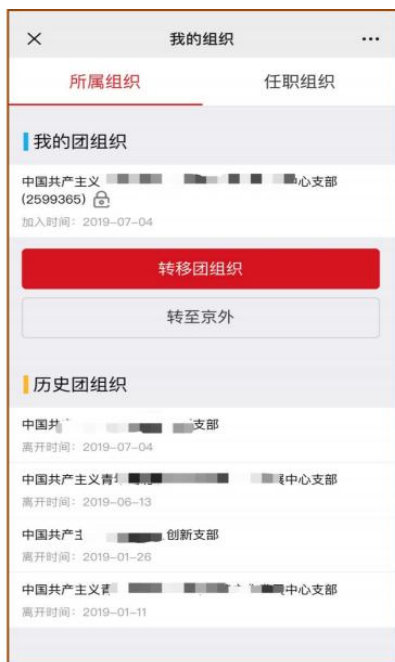 我的组织
所属组织 任职组织
我的团组织
中国共产主义 心支部
(2599365)
加入时间：2019-07-04
转移团组织
转至京外
历史团组织
中国共 支部
离开时间：2019-07-04
中国共产主义青 中心支部
离开时间：2019-06-13
中国共产主 创新支部
离开时间：2019-01-26
中国共产主义青 中心支部
离开时间：2019-01-11